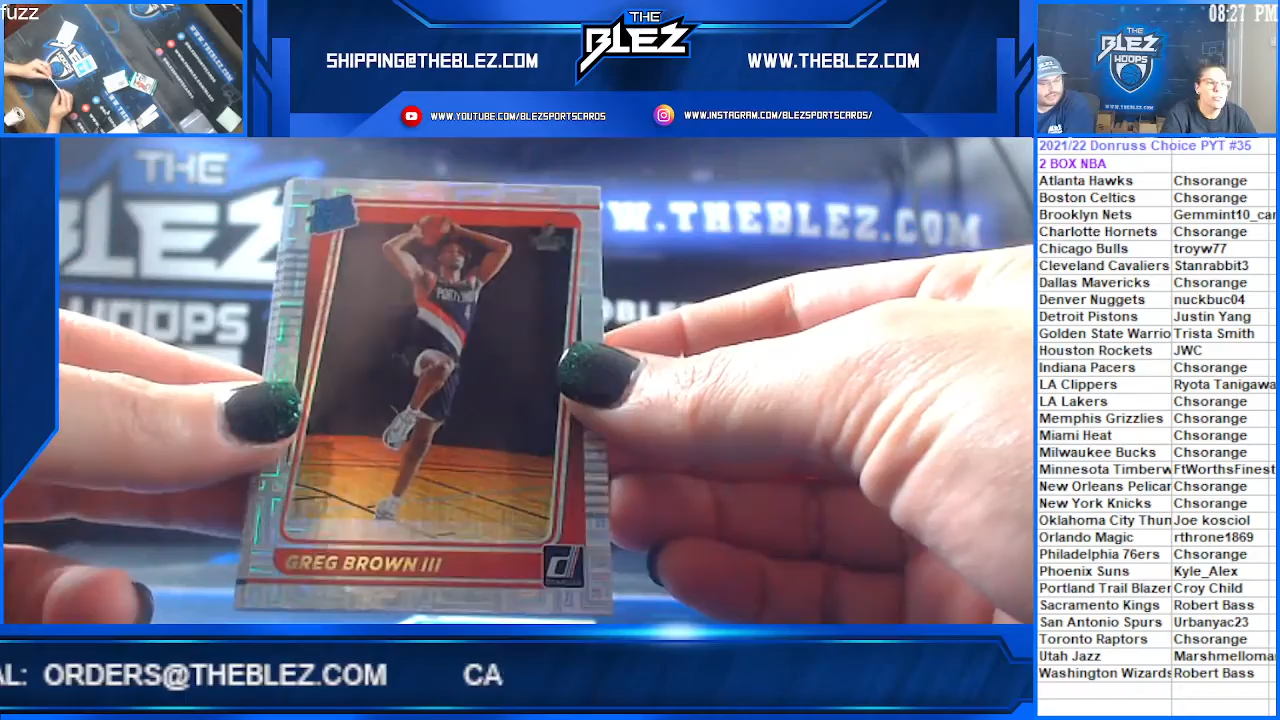 fuzz
SHIPPING@THEBLEZ.COM
THE
BLEZ
WWW.THEBLEZ.COM
WWW.YOUTUBE.COM/BLEZSPORTSCARDS
WWW.INSTAGRAM.COM/BLEZSPORTSCARDS/
08:27 PM
THE
BLEZ
HOOPS
WWW.THEBLEZ.COM
THE
BLEZ
HOOPS
W.THEBLEZ.COM
PORTLAND
4
GREG BROWN III
d
DONRUSS
2021/22 Donruss Choice PYT #35
2 BOX NBA
Atlanta Hawks Chsorange
Boston Celtics Chsorange
Brooklyn Nets Gemmint10_car
Charlotte Hornets Chsorange
Chicago Bulls troyw77
Cleveland Cavaliers Stanrabbit3
Dallas Mavericks Chsorange
Denver Nuggets nuckbuc04
Detroit Pistons Justin Yang
Golden State Warrio Trista Smith
Houston Rockets JWC
Indiana Pacers Chsorange
LA Clippers Ryota Tanigawa
LA Lakers Chsorange
Memphis Grizzlies Chsorange
Miami Heat Chsorange
Milwaukee Bucks Chsorange
Minnesota Timberw FtWorthsFinest
New Orleans Pelican Chsorange
New York Knicks Chsorange
Oklahoma City Thun Joe kosciol
Orlando Magic rthrone1869
Philadelphia 76ers Chsorange
Phoenix Suns Kyle_Alex
Portland Trail Blazer Croy Child
Sacramento Kings Robert Bass
San Antonio Spurs Urbanyac23
Toronto Raptors Chsorange
Utah Jazz Marshmelloma
Washington Wizards Robert Bass
AL: ORDERS@THEBLEZ.COM CA